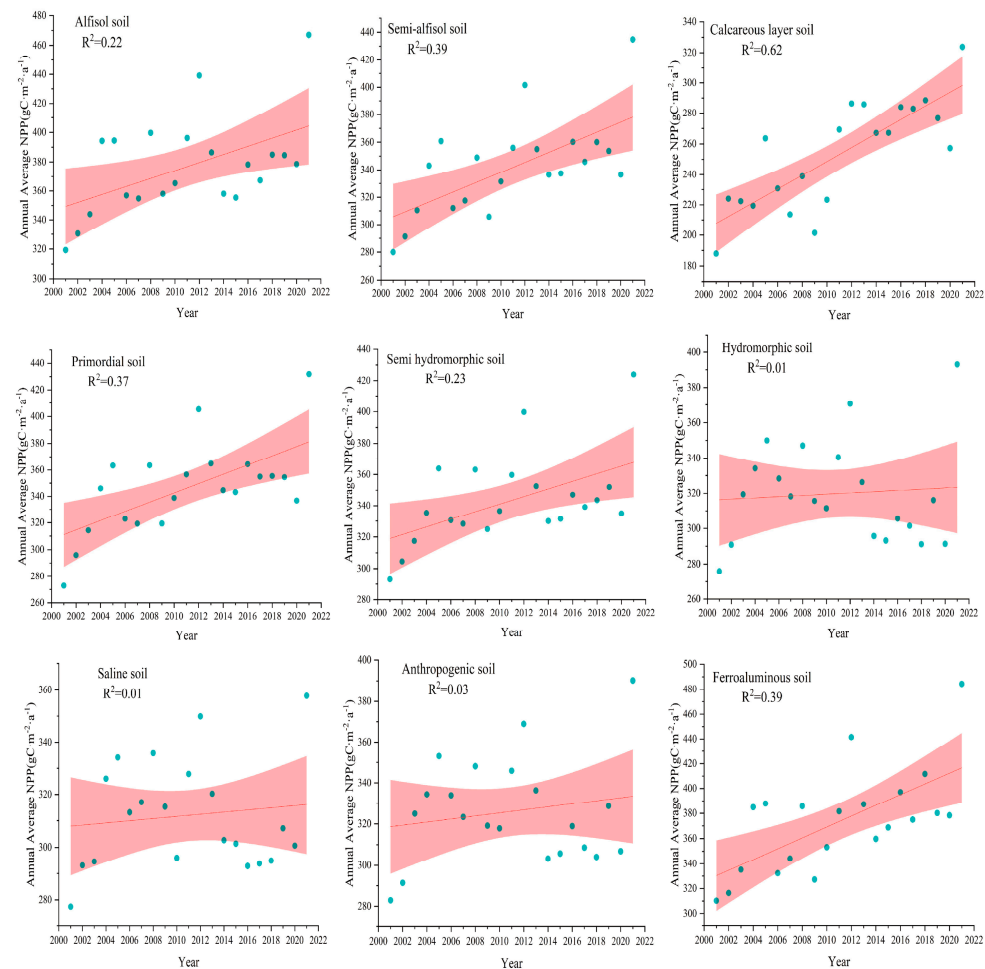 Alfisol soil
R²=0.22
Annual Average NPP(gC·m⁻²·a⁻¹)
480
460
440
420
400
380
360
340
320
300
2000 2002 2004 2006 2008 2010 2012 2014 2016 2018 2020 2022
Year
Semi-alfisol soil
R²=0.39
Annual Average NPP(gC·m⁻²·a⁻¹)
440
420
400
380
360
340
320
300
280
260
2000 2002 2004 2006 2008 2010 2012 2014 2016 2018 2020 2022
Year
Calcareous layer soil
R²=0.62
Annual Average NPP(gC·m⁻²·a⁻¹)
340
320
300
280
260
240
220
200
180
2000 2002 2004 2006 2008 2010 2012 2014 2016 2018 2020 2022
Year
Primordial soil
R²=0.37
Annual Average NPP(gC·m⁻²·a⁻¹)
440
420
400
380
360
340
320
300
280
260
2000 2002 2004 2006 2008 2010 2012 2014 2016 2018 2020 2022
Year
Semi hydromorphic soil
R²=0.23
Annual Average NPP(gC·m⁻²·a⁻¹)
440
420
400
380
360
340
320
300
280
2000 2002 2004 2006 2008 2010 2012 2014 2016 2018 2020 2022
Year
Hydromorphic soil
R²=0.01
Annual Average NPP(gC·m⁻²·a⁻¹)
400
380
360
340
320
300
280
260
2000 2002 2004 2006 2008 2010 2012 2014 2016 2018 2020 2022
Year
Saline soil
R²=0.01
Annual Average NPP(gC·m⁻²·a⁻¹)
360
340
320
300
280
2000 2002 2004 2006 2008 2010 2012 2014 2016 2018 2020 2022
Year
Anthropogenic soil
R²=0.03
Annual Average NPP(gC·m⁻²·a⁻¹)
400
380
360
340
320
300
280
2000 2002 2004 2006 2008 2010 2012 2014 2016 2018 2020 2022
Year
Ferroaluminous soil
R²=0.39
Annual Average NPP(gC·m⁻²·a⁻¹)
500
480
460
440
420
400
380
360
340
320
300
2000 2002 2004 2006 2008 2010 2012 2014 2016 2018 2020 2022
Year